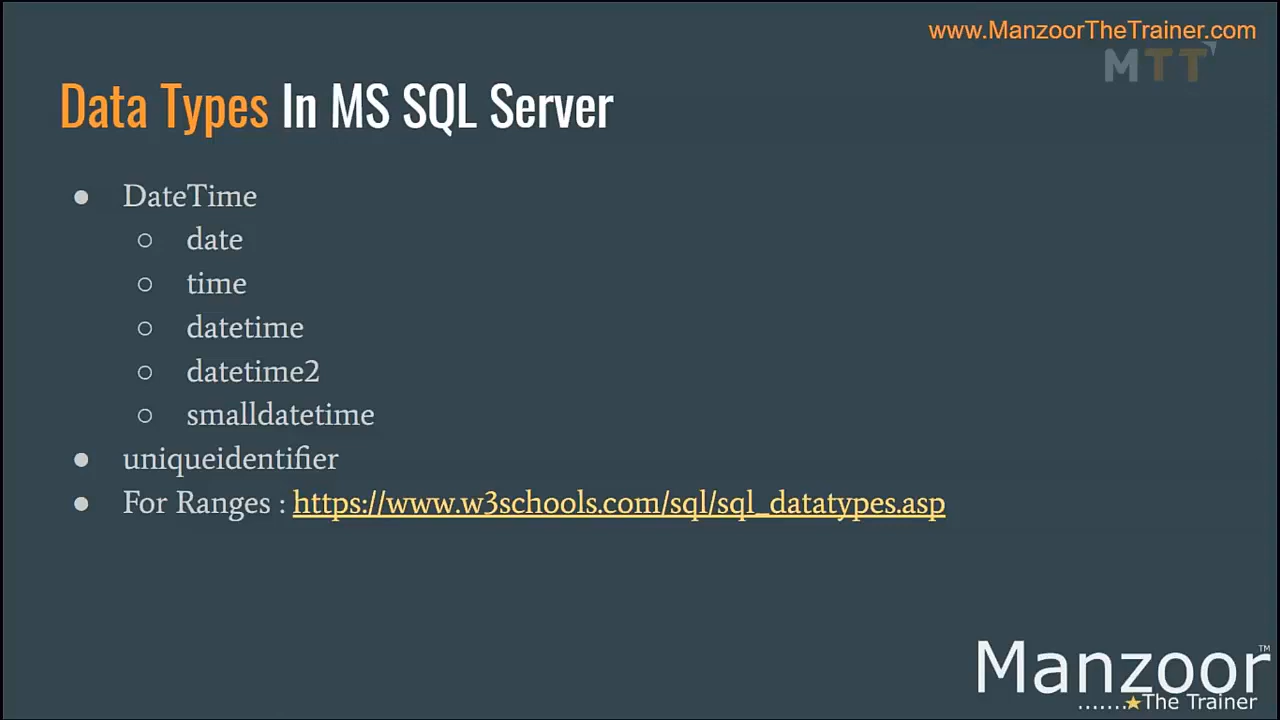 www.ManzoorTheTrainer.com
MTT
Data Types In MS SQL Server
● DateTime
○ date
○ time
○ datetime
○ datetime2
○ smalldatetime
● uniqueidentifier
● For Ranges : https://www.w3schools.com/sql/sql_datatypes.asp
Manzoor™
.......★The Trainer